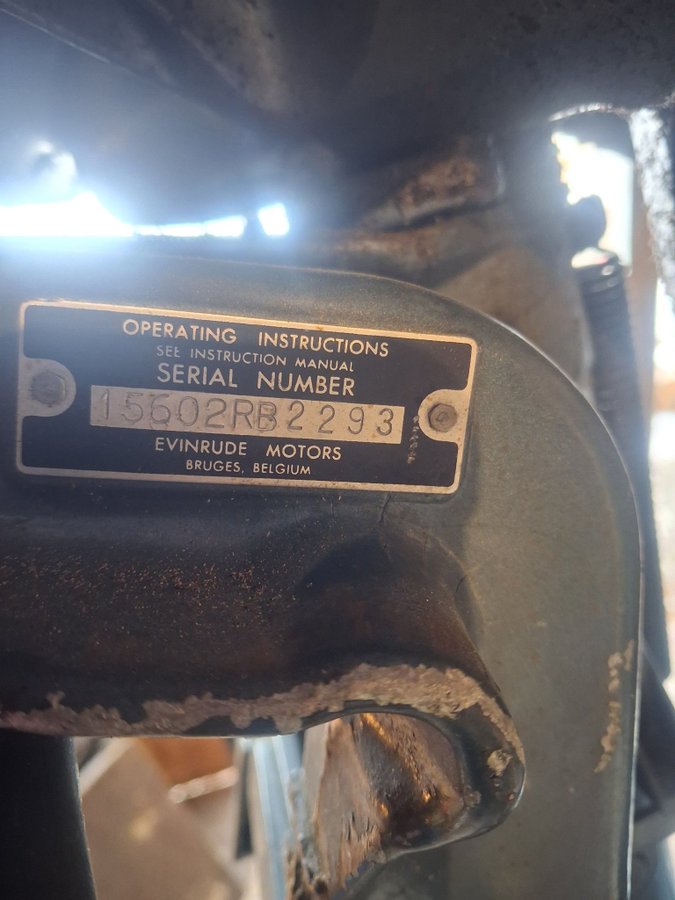 OPERATING INSTRUCTIONS
SEE INSTRUCTION MANUAL
SERIAL NUMBER
15602RB2293
EVINRUDE MOTORS
BRUGES, BELGIUM